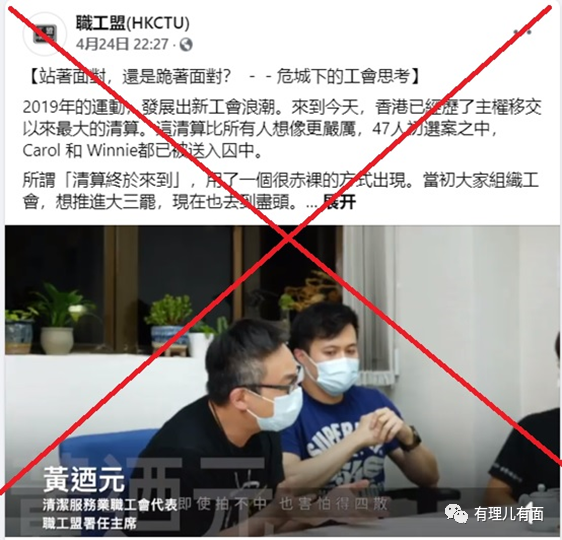 職工盟(HKCTU)
4月24日 22:27
【站著面對，還是跪著面對？ - - 危城下的工會思考】
2019年的運動，發展出新工會浪潮。來到今天，香港已經歷了主權移交
以來最大的清算。這清算比所有人想像更嚴厲，47人初選案之中，
Carol 和 Winnie都已被送入囚中。
所謂「清算終於來到」，用了一個很赤裸的方式出現。當初大家組織工
會，想推進大三罷，現在也去到盡頭。... 展开
黃迺元
清潔服務業職工會代表
職工盟署任主席
即使拍不中 也害怕得四散
SUPER
1
有理儿有面